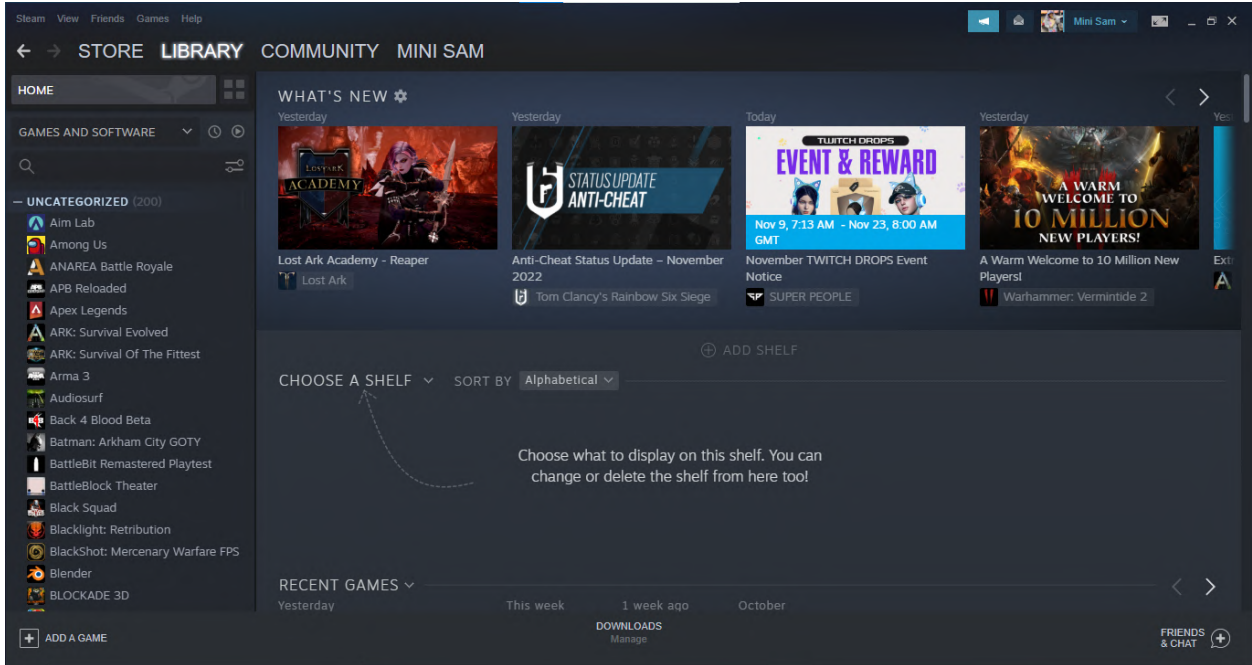 Steam View Friends Games Help
Mini Sam
STORE LIBRARY COMMUNITY MINI SAM
HOME
GAMES AND SOFTWARE
— UNCATEGORIZED (200)
Aim Lab
Among Us
ANAREA Battle Royale
APB Reloaded
Apex Legends
ARK: Survival Evolved
ARK: Survival Of The Fittest
Arma 3
Audiosurf
Back 4 Blood Beta
Batman: Arkham City GOTY
BattleBit Remastered Playtest
BattleBlock Theater
Black Squad
Blacklight: Retribution
BlackShot: Mercenary Warfare FPS
Blender
BLOCKADE 3D
WHAT'S NEW
Yesterday
LOST ARK
ACADEMY
Lost Ark Academy - Reaper
Lost Ark
Yesterday
STATUS UPDATE
ANTI-CHEAT
Anti-Cheat Status Update – November
2022
Tom Clancy's Rainbow Six Siege
Today
TWITCH DROPS
EVENT & REWARD
Nov 9, 7:13 AM - Nov 23, 8:00 AM
GMT
November TWITCH DROPS Event
Notice
SUPER PEOPLE
Yesterday
A WARM
WELCOME TO
10 MILLION
NEW PLAYERS!
A Warm Welcome to 10 Million New
Players!
Warhammer: Vermintide 2
Yes
Extr
ADD SHELF
CHOOSE A SHELF SORT BY Alphabetical
Choose what to display on this shelf. You can
change or delete the shelf from here too!
RECENT GAMES
Yesterday This week 1 week ago October
ADD A GAME
DOWNLOADS
Manage
FRIENDS
& CHAT